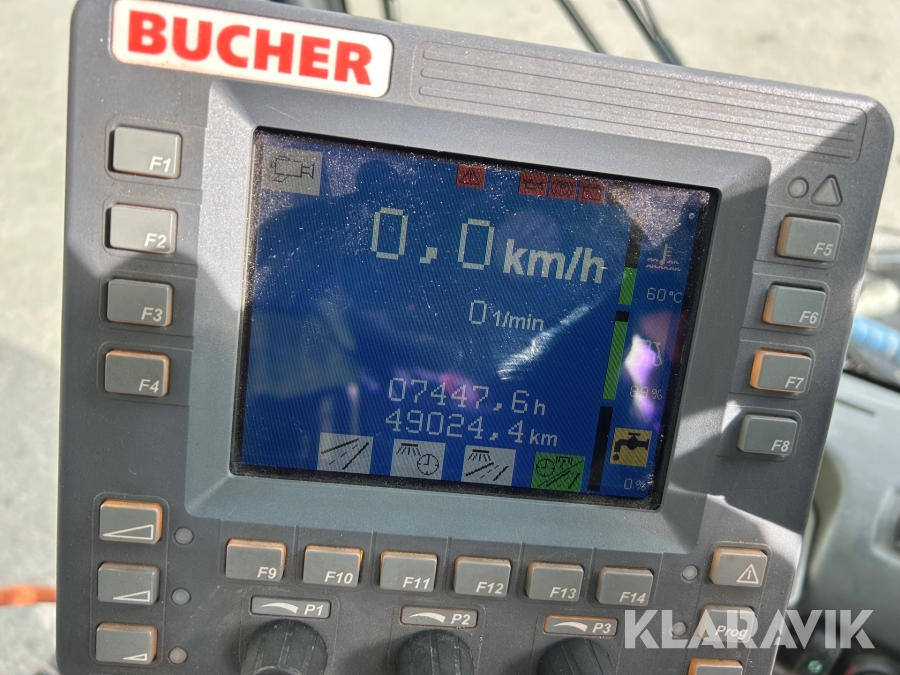 BUCHER
F1
F2
F3
F4
F5
F6
F7
F8
0,0 km/h
0 1/min
60°C
07447,6 h
49024,4 km
0%
F9
F10
F11
F12
F13
F14
P1
P2
P3
Prog
KLARAVIK